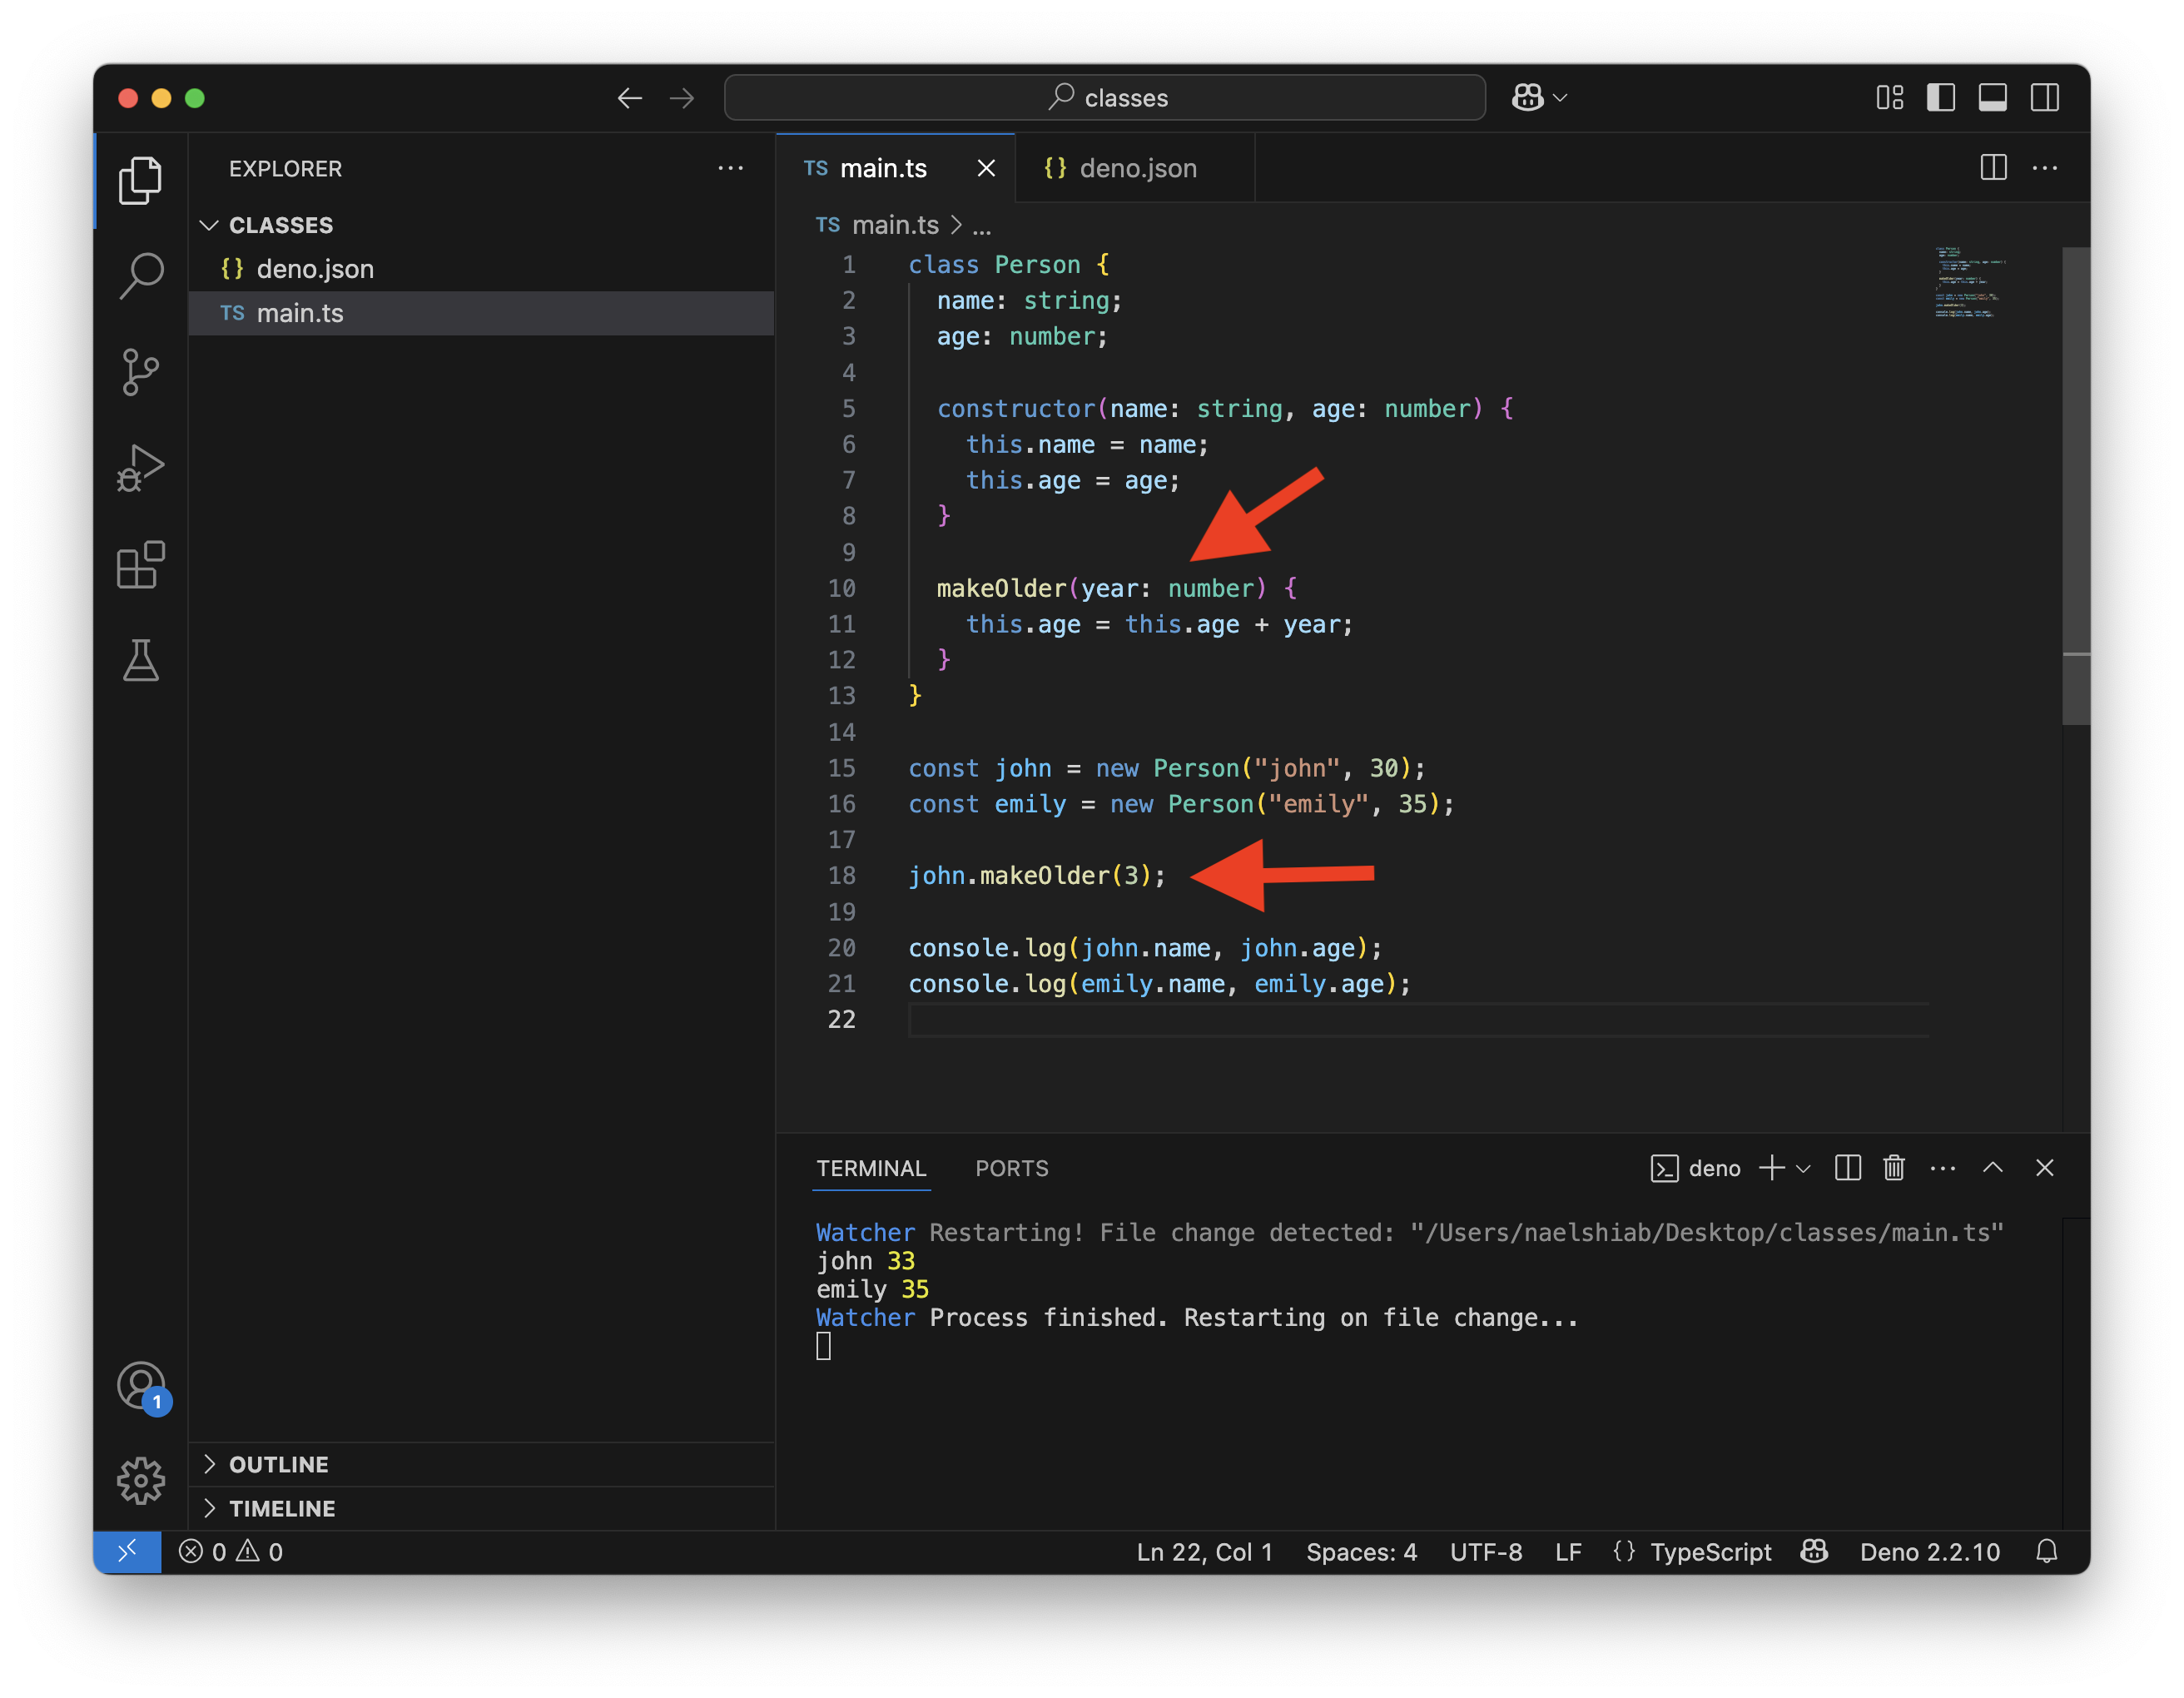 classes
EXPLORER
CLASSES
{} deno.json
TS main.ts
TS main.ts
{} deno.json
TS main.ts > ...
1 class Person {
2   name: string;
3   age: number;
4
5   constructor(name: string, age: number) {
6     this.name = name;
7     this.age = age;
8   }
9
10   makeOlder(year: number) {
11     this.age = this.age + year;
12   }
13 }
14
15 const john = new Person("john", 30);
16 const emily = new Person("emily", 35);
17
18 john.makeOlder(3);
19
20 console.log(john.name, john.age);
21 console.log(emily.name, emily.age);
22
TERMINAL PORTS
deno
Watcher Restarting! File change detected: "/Users/naelshiab/Desktop/classes/main.ts"
john 33
emily 35
Watcher Process finished. Restarting on file change...
1
OUTLINE
TIMELINE
0 0
Ln 22, Col 1 Spaces: 4 UTF-8 LF {} TypeScript Deno 2.2.10